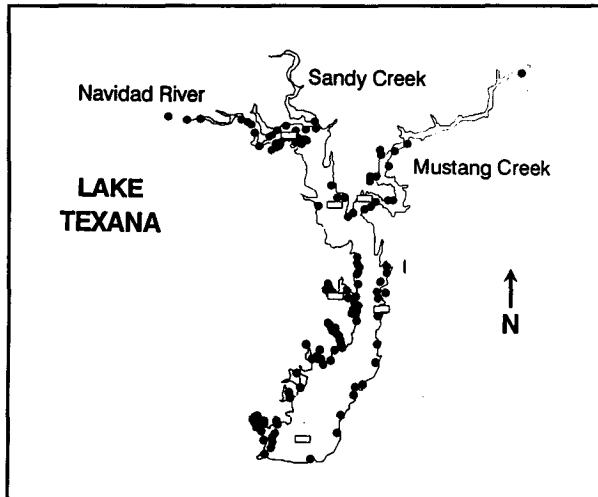 Sandy Creek
Navidad River
Mustang Creek
LAKE
TEXANA
N